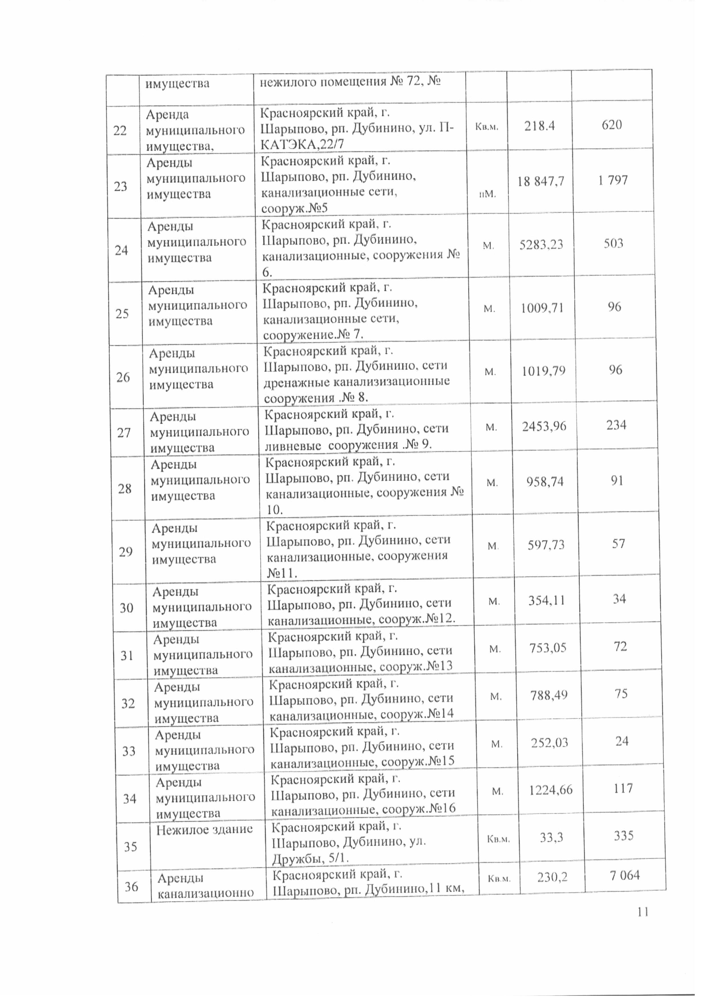 имущества
нежилого помещения № 72, №
22
Аренда
муниципального
имущества,
Красноярский край, г.
Шарыпово, рп. Дубинино, ул. П-
КАТЭКА,22/7
Кв.м.
218.4
620
23
Аренды
муниципального
имущества
Красноярский край, г.
Шарыпово, рп. Дубинино,
канализационные сети,
сооруж.№5
пМ.
18 847,7
1 797
24
Аренды
муниципального
имущества
Красноярский край, г.
Шарыпово, рп. Дубинино,
канализационные, сооружения №
6.
М.
5283,23
503
25
Аренды
муниципального
имущества
Красноярский край, г.
Шарыпово, рп. Дубинино,
канализационные сети,
сооружение.№ 7.
М.
1009,71
96
26
Аренды
муниципального
имущества
Красноярский край, г.
Шарыпово, рп. Дубинино, сети
дренажные канализизационные
сооружения .№ 8.
М.
1019,79
96
27
Аренды
муниципального
имущества
Красноярский край, г.
Шарыпово, рп. Дубинино, сети
ливневые сооружения .№ 9.
М.
2453,96
234
28
Аренды
муниципального
имущества
Красноярский край, г.
Шарыпово, рп. Дубинино, сети
канализационные, сооружения №
10.
М.
958,74
91
29
Аренды
муниципального
имущества
Красноярский край, г.
Шарыпово, рп. Дубинино, сети
канализационные, сооружения
№11.
М.
597,73
57
30
Аренды
муниципального
имущества
Красноярский край, г.
Шарыпово, рп. Дубинино, сети
канализационные, сооруж.№12.
М.
354,11
34
31
Аренды
муниципального
имущества
Красноярский край, г.
Шарыпово, рп. Дубинино, сети
канализационные, сооруж.№13
М.
753,05
72
32
Аренды
муниципального
имущества
Красноярский край, г.
Шарыпово, рп. Дубинино, сети
канализационные, сооруж.№14
М.
788,49
75
33
Аренды
муниципального
имущества
Красноярский край, г.
Шарыпово, рп. Дубинино, сети
канализационные, сооруж.№15
М.
252,03
24
34
Аренды
муниципального
имущества
Красноярский край, г.
Шарыпово, рп. Дубинино, сети
канализационные, сооруж.№16
М.
1224,66
117
35
Нежилое здание
Красноярский край, г.
Шарыпово, Дубинино, ул.
Дружбы, 5/1.
Кв.м.
33,3
335
36
Аренды
канализационно
Красноярский край, г.
Шарыпово, рп. Дубинино,11 км,
Кв.м.
230,2
7 064
11